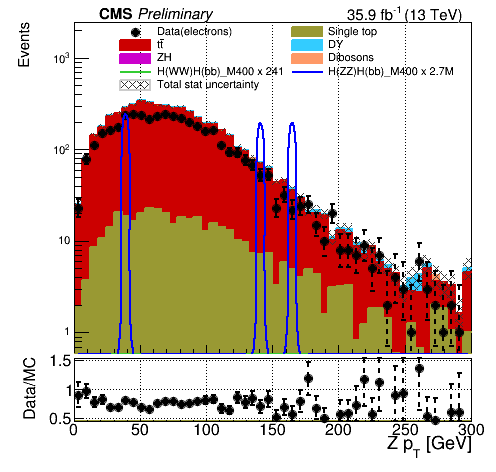 CMS Preliminary 35.9 fb⁻¹ (13 TeV)
Events
Data(electrons) Single top
tt̄ DY
ZH Dibosons
H(WW)H(bb)_M400 x 241 H(ZZ)H(bb)_M400 x 2.7M
Total stat uncertainty
10³
10²
10
1
Data/MC
1.5
1
0.5
0 50 100 150 200 250 300
Z p_T [GeV]